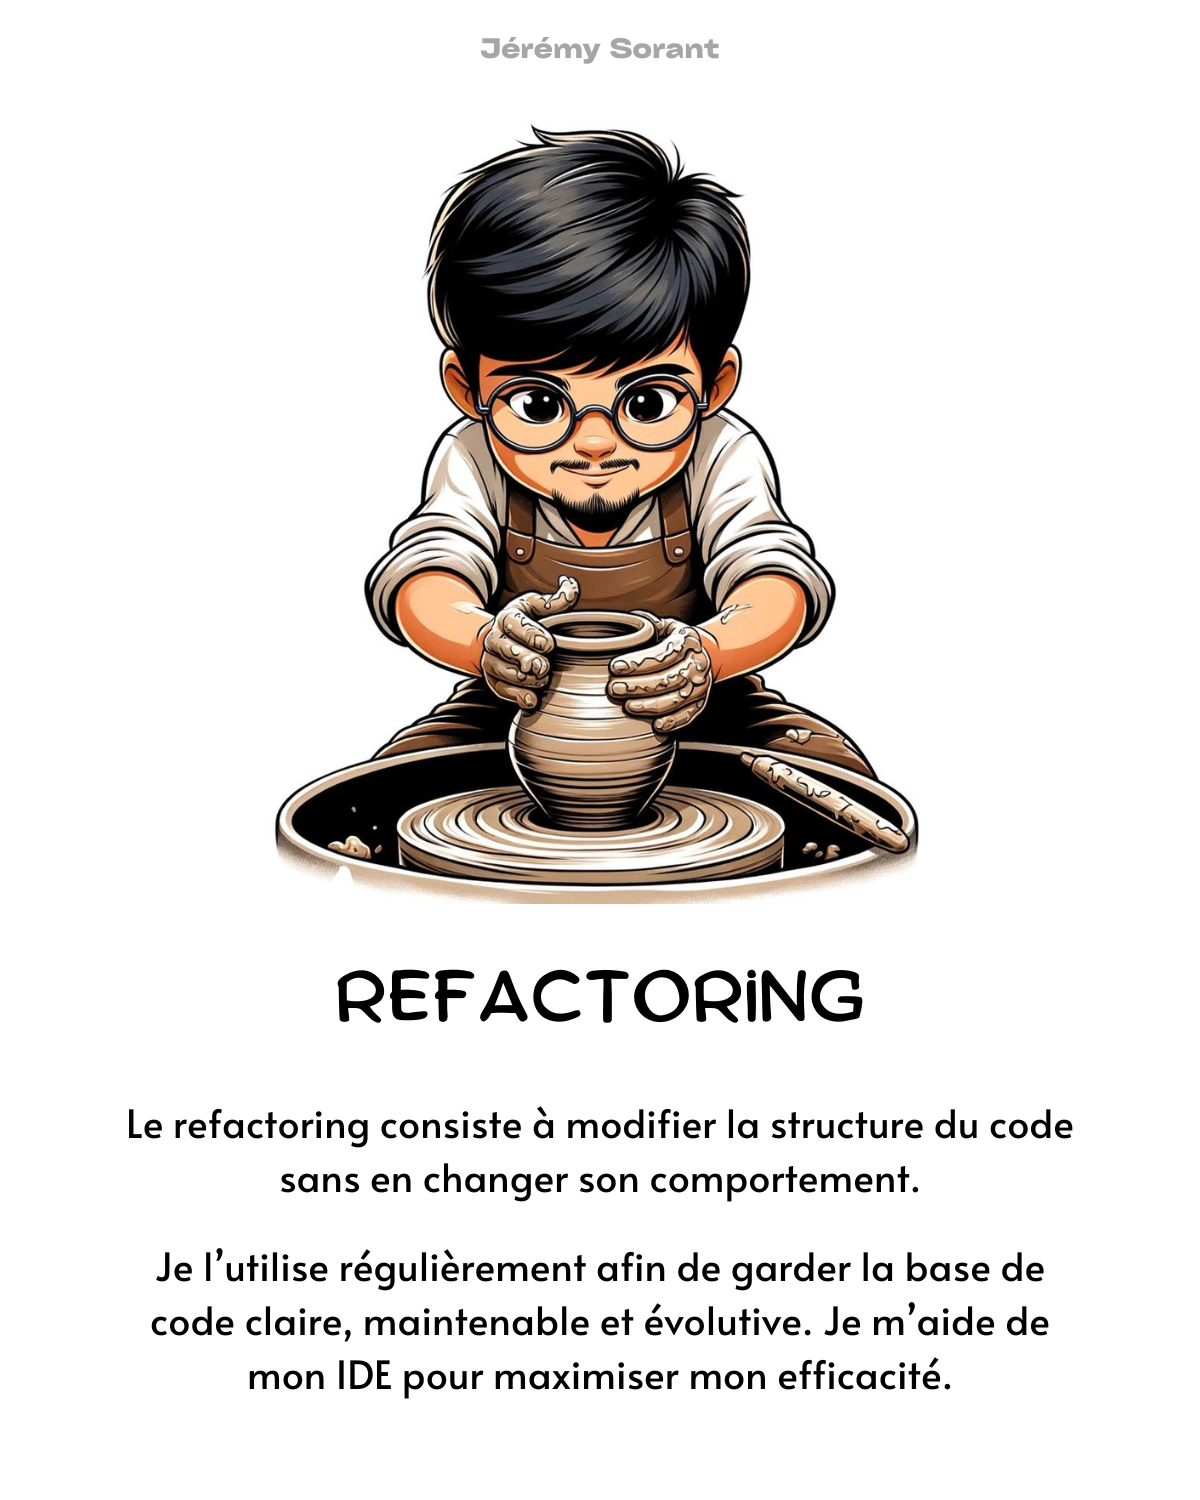 Jérémy Sorant
REFACTORiNG
Le refactoring consiste à modifier la structure du code
sans en changer son comportement.
Je l’utilise régulièrement afin de garder la base de
code claire, maintenable et évolutive. Je m’aide de
mon IDE pour maximiser mon efficacité.